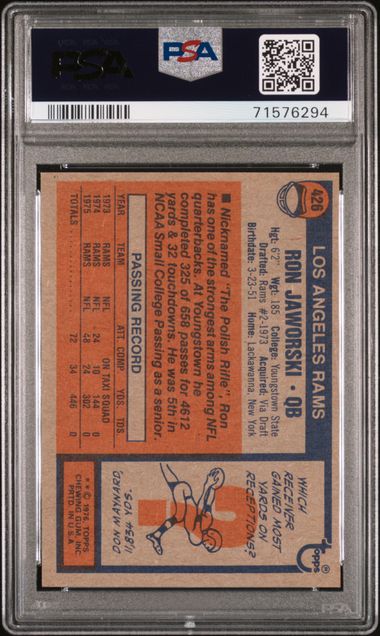 PSA
PSA
71576294
426
LOS ANGELES RAMS
RON JAWORSKI • QB
Hgt: 6'2" Wgt: 185 College: Youngstown State
Drafted: Rams #2-1973 Acquired: Via Draft
Birthdate: 3-23-51 Home: Lackawanna, New York
■ Nicknamed "The Polish Rifle" Ron
has one of the strongest arms among NFL
quarterbacks. At Youngstown he
completed 325 of 658 passes for 4612
yards & 32 touchdowns. He was 5th in
NCAA Small College Passing as a senior.
PASSING RECORD
YEAR TEAM ATT. COMP. YDS. TDS.
1973 RAMS NFL ON TAXI SQUAD
1974 RAMS NFL 24 10 144 0
1975 RAMS NFL 48 24 302 0
TOTALS 72 34 446 0
topps
WHICH
RECEIVER
GAINED MOST
YARDS ON
RECEPTIONS?
DON MAYNARD
11,834 YDS.
* * © 1976, TOPPS
CHEWING GUM, INC.
PRTD. IN U.S.A.